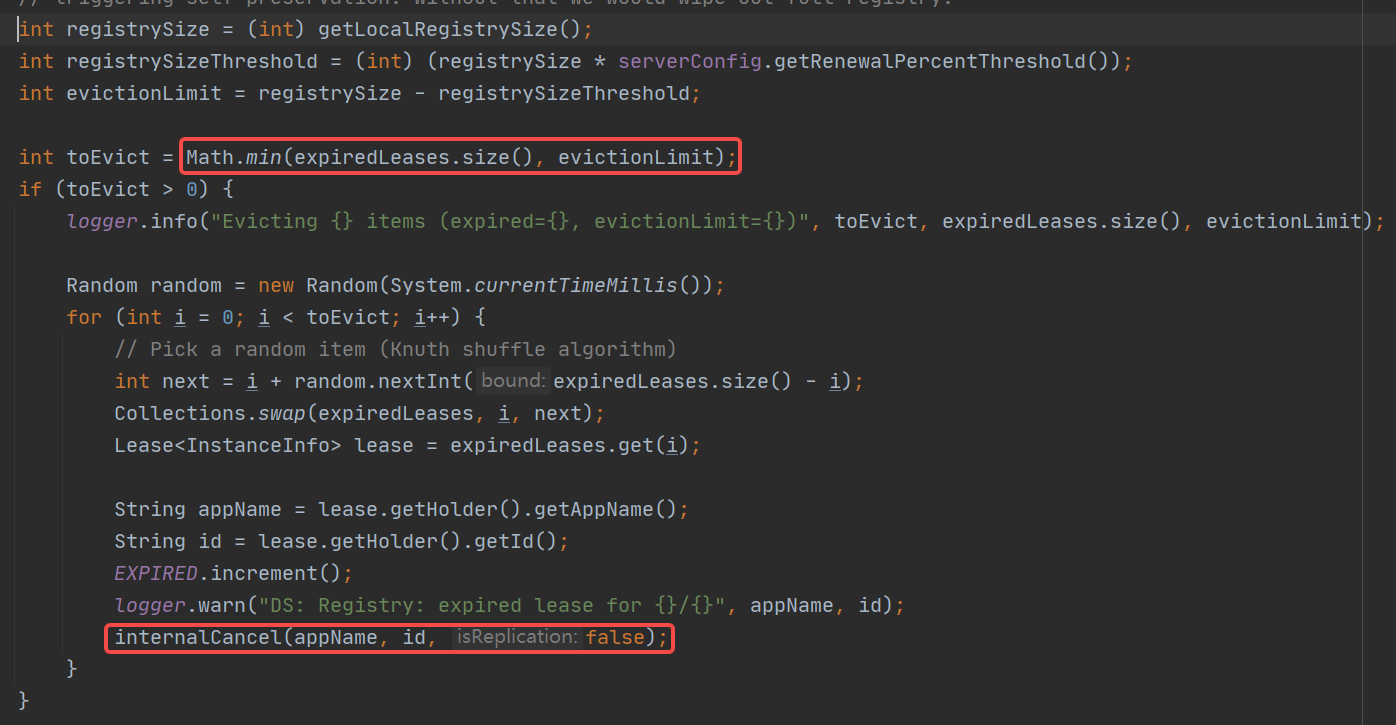 // triggering self-preservation. Without that we would wipe out full registry.
int registrySize = (int) getLocalRegistrySize();
int registrySizeThreshold = (int) (registrySize * serverConfig.getRenewalPercentThreshold());
int evictionLimit = registrySize - registrySizeThreshold;
int toEvict = Math.min(expiredLeases.size(), evictionLimit);
if (toEvict > 0) {
logger.info("Evicting {} items (expired={}, evictionLimit={})", toEvict, expiredLeases.size(), evictionLimit);
Random random = new Random(System.currentTimeMillis());
for (int i = 0; i < toEvict; i++) {
// Pick a random item (Knuth shuffle algorithm)
int next = i + random.nextInt( bound: expiredLeases.size() - i);
Collections.swap(expiredLeases, i, next);
Lease<InstanceInfo> lease = expiredLeases.get(i);
String appName = lease.getHolder().getAppName();
String id = lease.getHolder().getId();
EXPIRED.increment();
logger.warn("DS: Registry: expired lease for {}/{}", appName, id);
internalCancel(appName, id, isReplication: false);
}
}